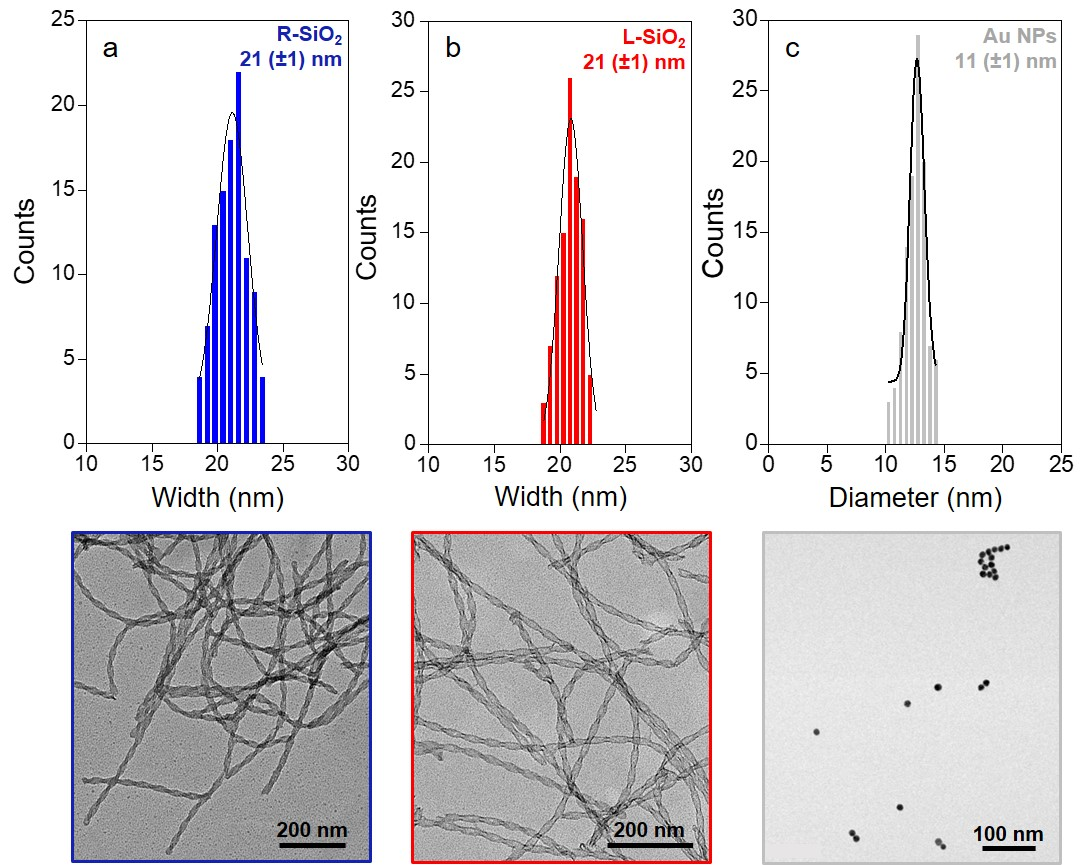 a
R-SiO₂
21 (±1) nm
25
20
15
10
5
0
Counts
10 15 20 25 30
Width (nm)
b
L-SiO₂
21 (±1) nm
30
25
20
15
10
5
0
Counts
10 15 20 25 30
Width (nm)
c
Au NPs
11 (±1) nm
30
25
20
15
10
5
0
Counts
0 5 10 15 20 25
Diameter (nm)
200 nm
200 nm
100 nm